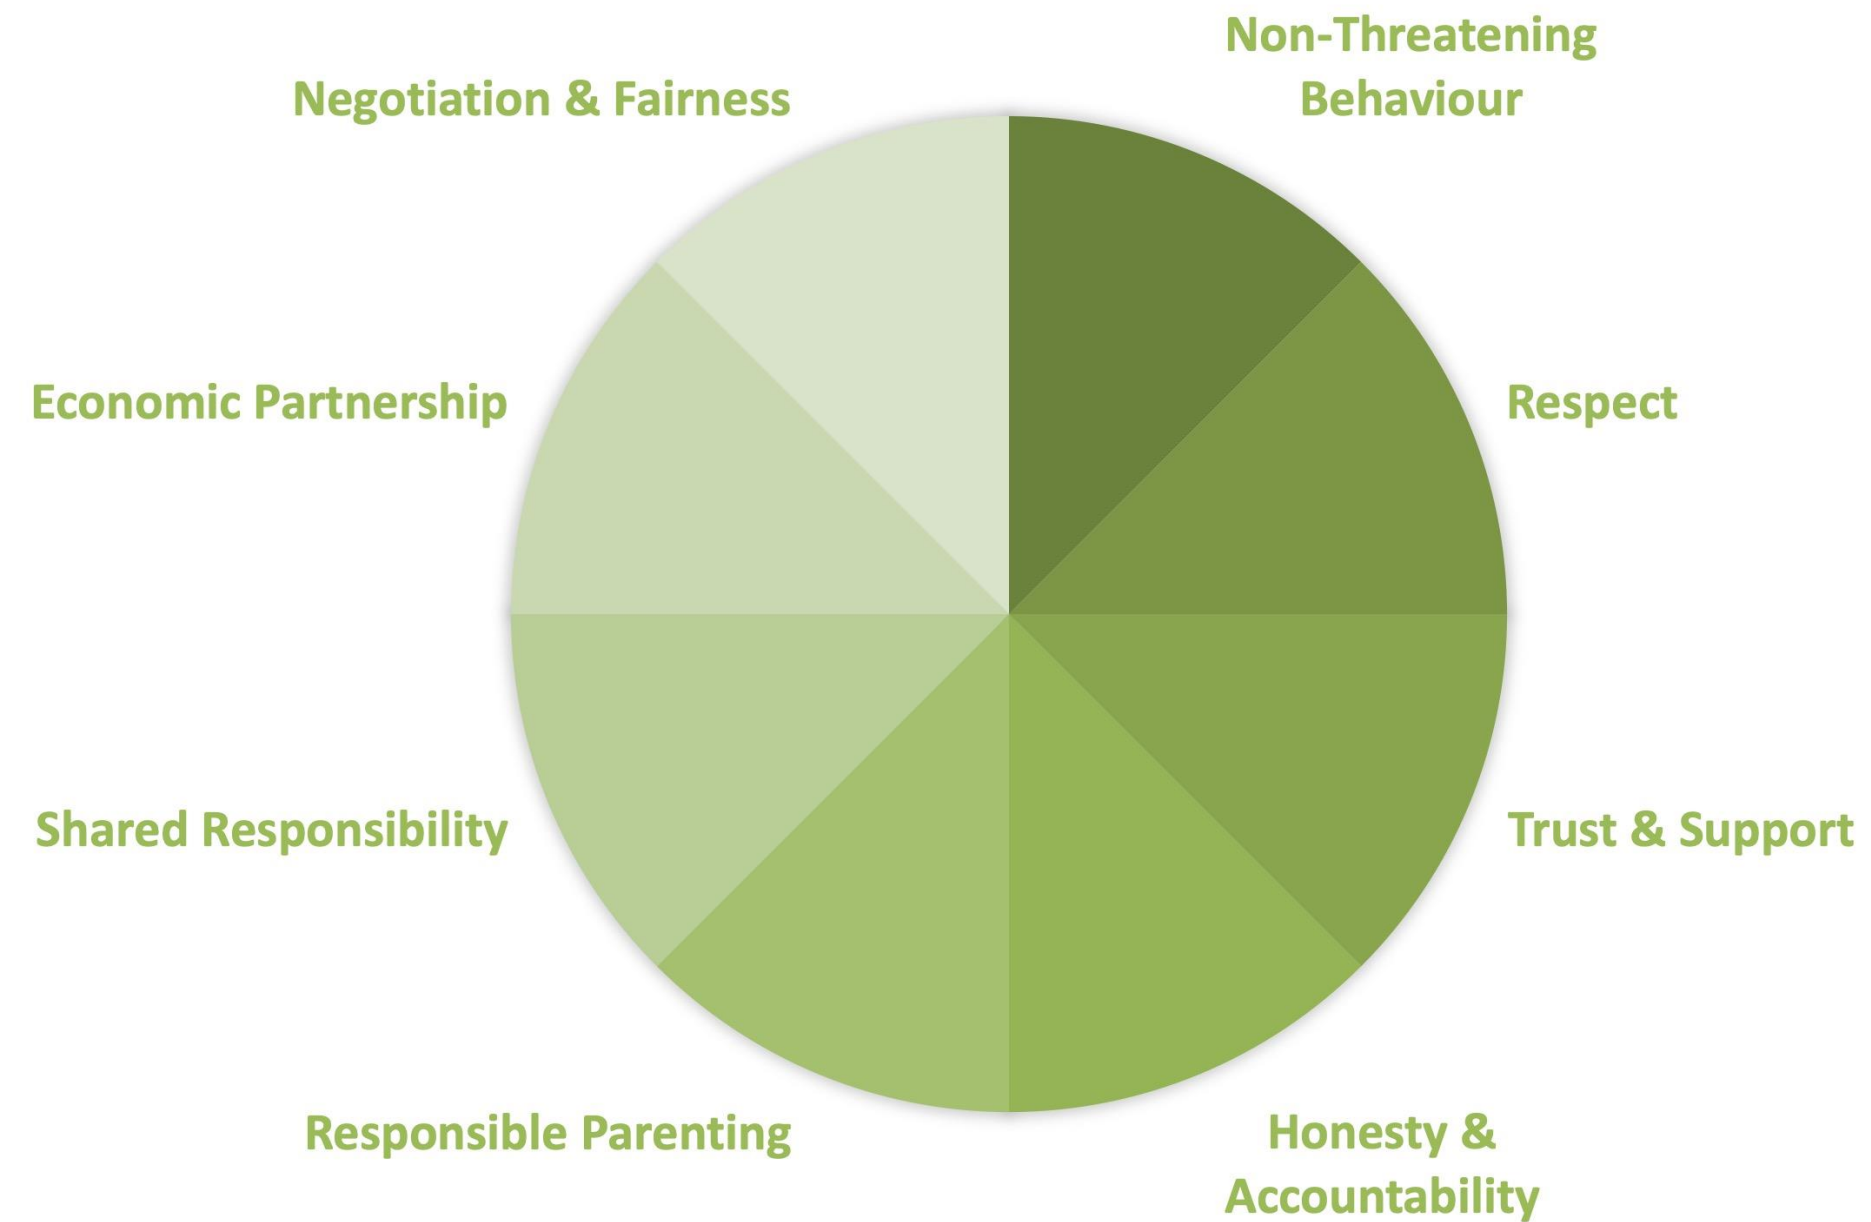 Non-Threatening
Behaviour
Negotiation & Fairness
Economic Partnership
Respect
Shared Responsibility
Trust & Support
Responsible Parenting
Honesty &
Accountability